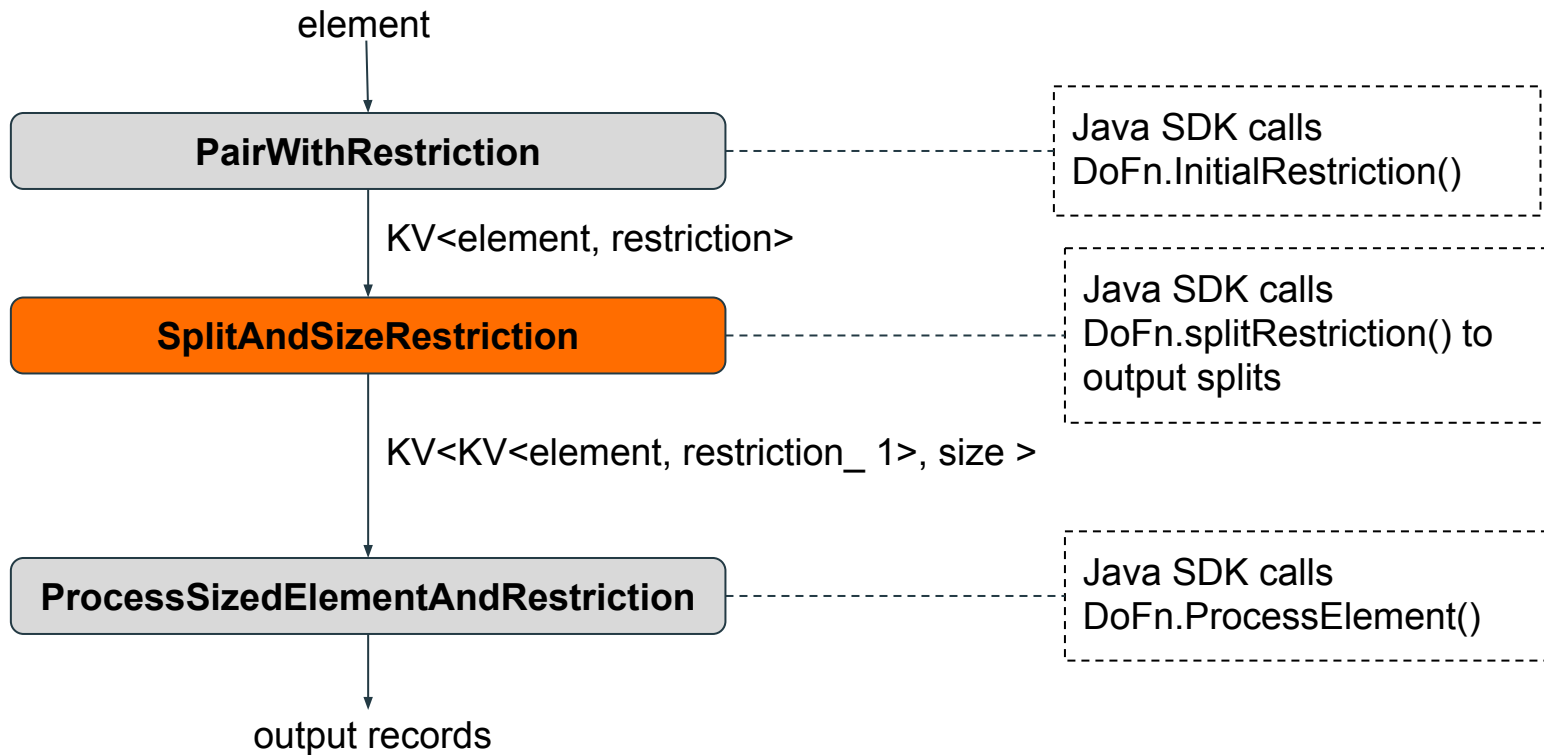 element
PairWithRestriction
Java SDK calls
DoFn.InitialRestriction()
KV<element, restriction>
SplitAndSizeRestriction
Java SDK calls
DoFn.splitRestriction() to
output splits
KV<KV<element, restriction_ 1>, size >
ProcessSizedElementAndRestriction
Java SDK calls
DoFn.ProcessElement()
output records